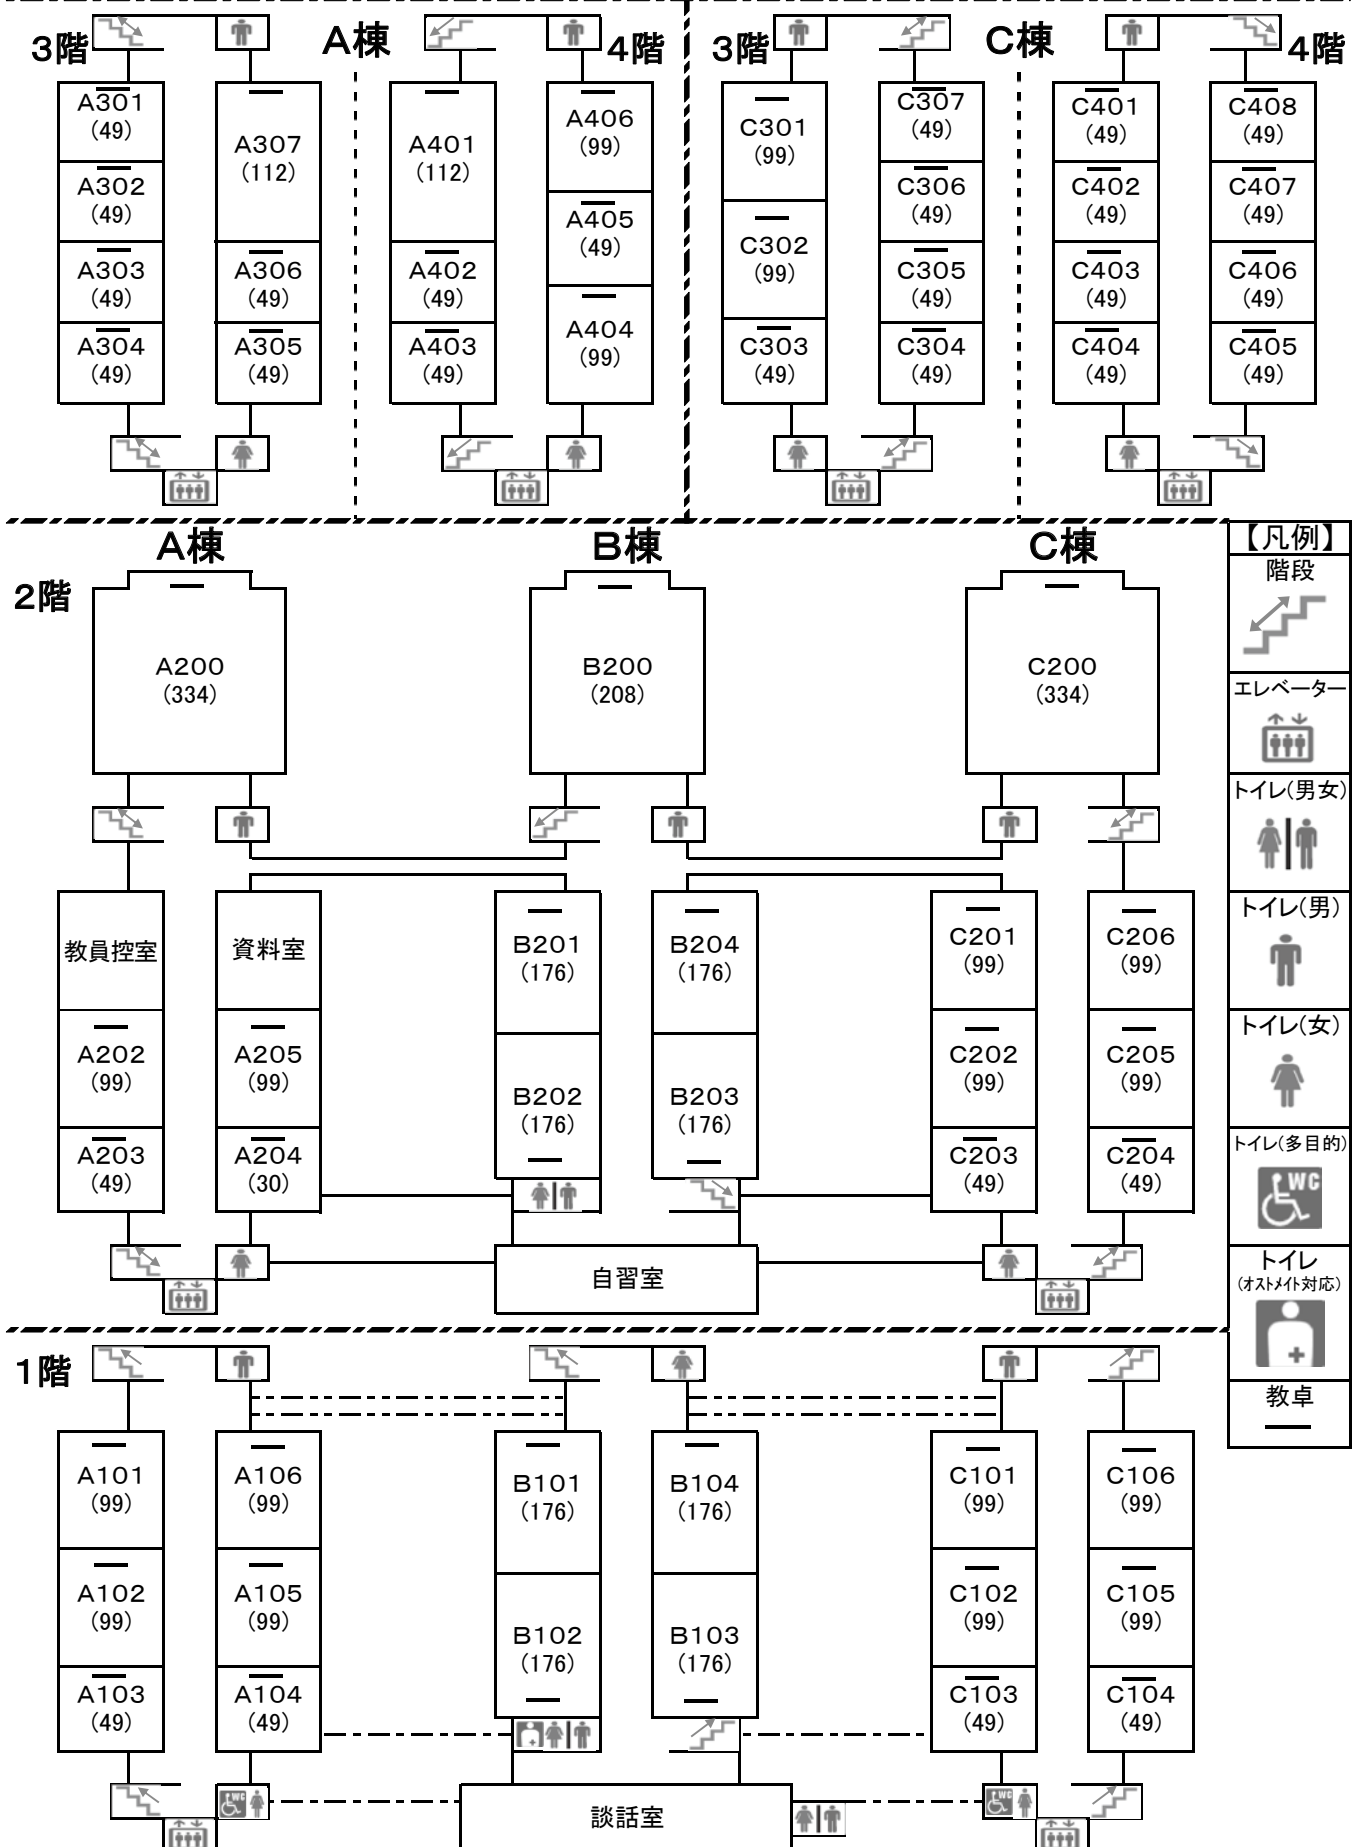 3階
A棟
4階
A301
(49)
A302
(49)
A303
(49)
A304
(49)
A307
(112)
A306
(49)
A305
(49)
A401
(112)
A402
(49)
A403
(49)
A406
(99)
A405
(49)
A404
(99)
3階
C棟
4階
C301
(99)
C302
(99)
C303
(49)
C307
(49)
C306
(49)
C305
(49)
C304
(49)
C401
(49)
C402
(49)
C403
(49)
C404
(49)
C408
(49)
C407
(49)
C406
(49)
C405
(49)
2階
A棟
B棟
C棟
A200
(334)
B200
(208)
C200
(334)
教員控室
A202
(99)
A203
(49)
資料室
A205
(99)
A204
(30)
B201
(176)
B202
(176)
B204
(176)
B203
(176)
C201
(99)
C202
(99)
C203
(49)
C206
(99)
C205
(99)
C204
(49)
自習室
1階
A101
(99)
A102
(99)
A103
(49)
A106
(99)
A105
(99)
A104
(49)
WC
B101
(176)
B102
(176)
B104
(176)
B103
(176)
談話室
C101
(99)
C102
(99)
C103
(49)
WC
C106
(99)
C105
(99)
C104
(49)
【凡例】
階段
エレベーター
トイレ(男女)
トイレ(男)
トイレ(女)
トイレ(多目的)
WC
トイレ
(オストメイト対応)
教卓